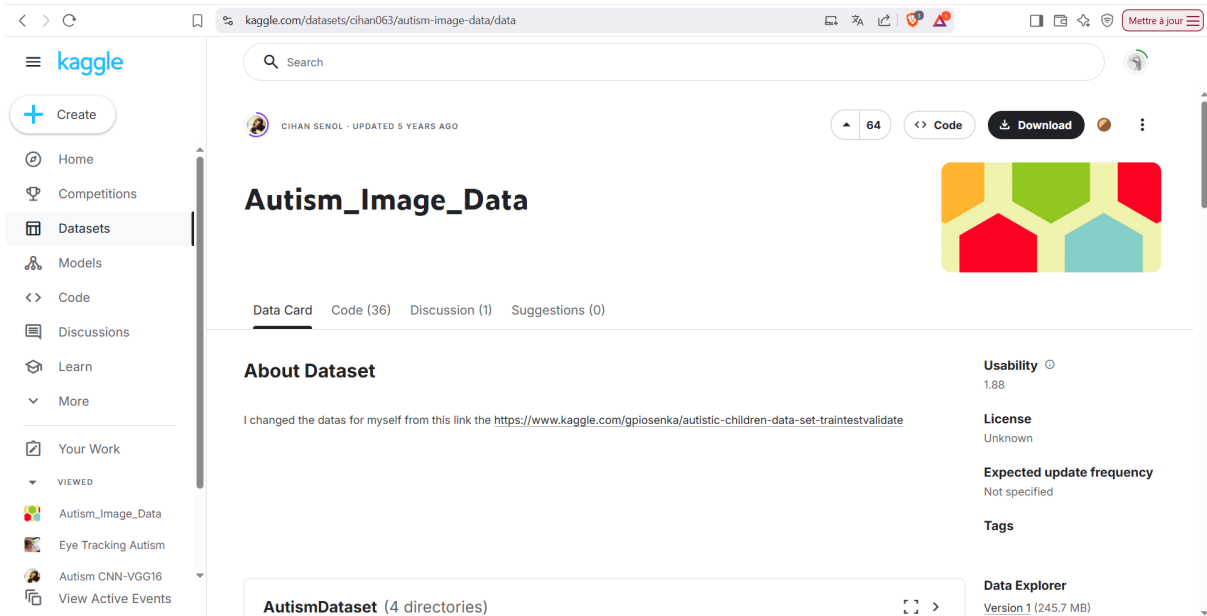 kaggle.com/datasets/cihan063/autism-image-data/data
Mettre à jour
kaggle
Search
Create
CIHAN SENOL · UPDATED 5 YEARS AGO
64
<> Code
Download
Home
Competitions
Autism_Image_Data
Datasets
Models
Code
Data Card
Code (36)
Discussion (1)
Suggestions (0)
Discussions
Learn
More
About Dataset
I changed the datas for myself from this link the https://www.kaggle.com/gpiosenka/autistic-children-data-set-traintestvalidate
Usability
1.88
License
Unknown
Expected update frequency
Not specified
Tags
Your Work
VIEWED
Autism_Image_Data
Eye Tracking Autism
Autism CNN-VGG16
View Active Events
AutismDataset (4 directories)
Data Explorer
Version 1 (245.7 MB)